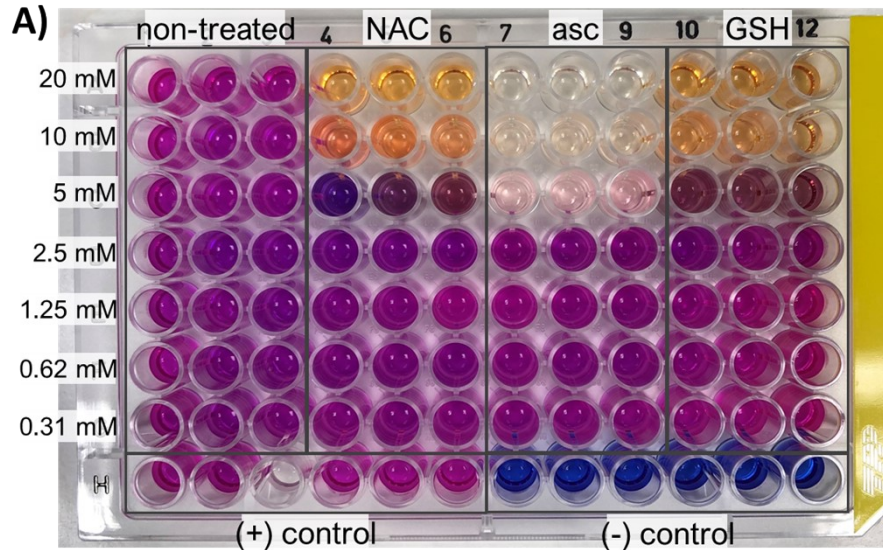 A)
non-treated 4 NAC 6 7 asc 9 10 GSH 12
20 mM
10 mM
5 mM
2.5 mM
1.25 mM
0.62 mM
0.31 mM
H
(+) control (-) control